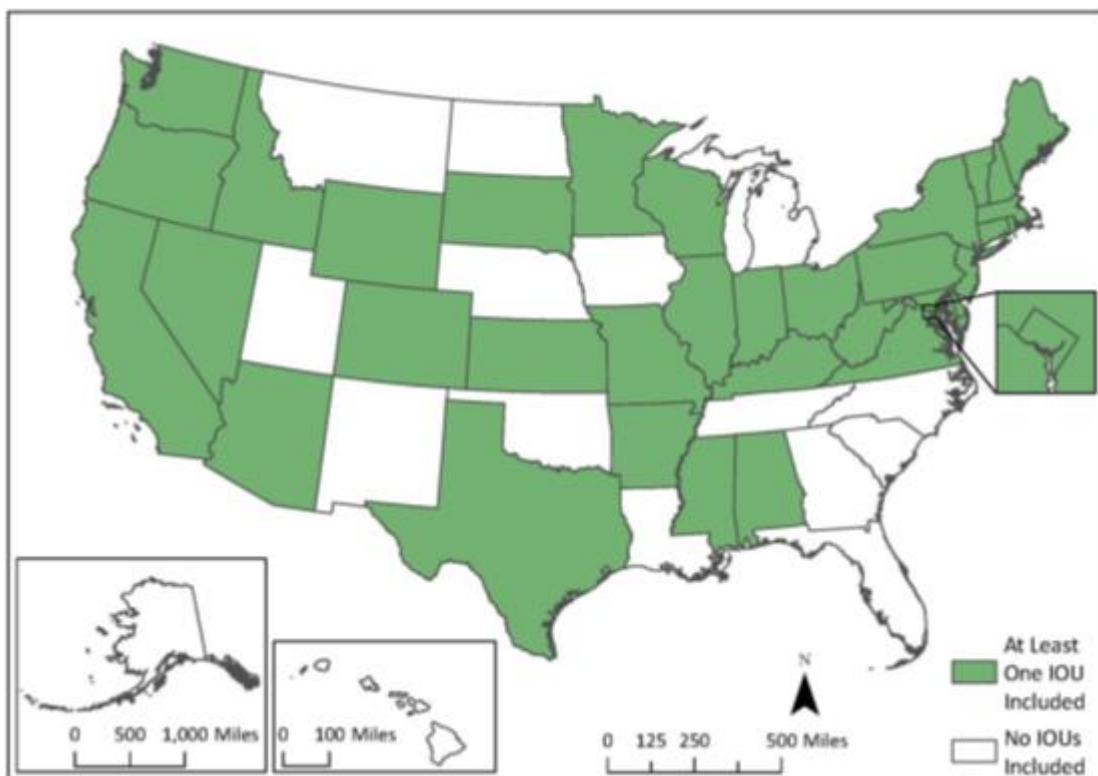 0 500 1,000 Miles
0 100 Miles
N
0 125 250 500 Miles
At Least
One IOU
Included
No IOUs
Included